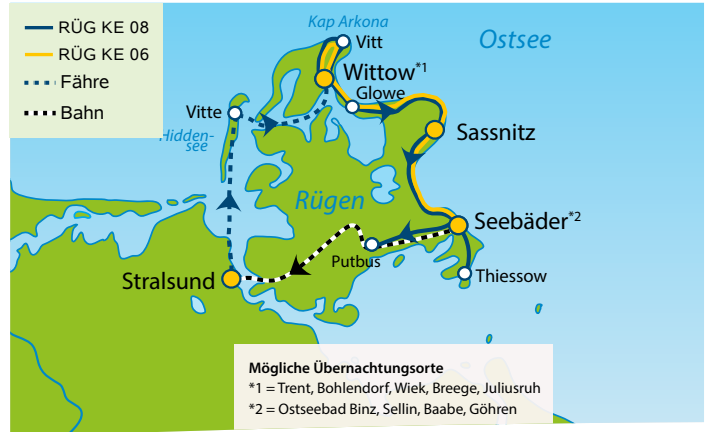 RÜG KE 08
RÜG KE 06
Fähre
Bahn
Kap Arkona
Ostsee
Vitt
Wittow*1
Glowe
Vitte
Hidden-
see
Sassnitz
Rügen
Seebäder*2
Putbus
Thiessow
Stralsund
Mögliche Übernachtungsorte
*1 = Trent, Bohlendorf, Wiek, Breege, Juliusruh
*2 = Ostseebad Binz, Sellin, Baabe, Göhren